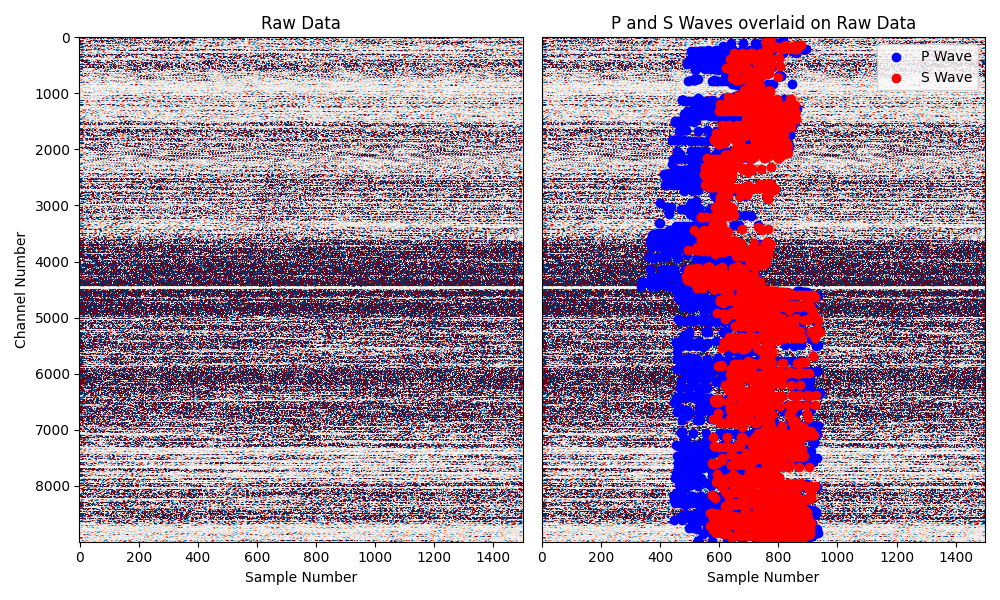 Raw Data
P and S Waves overlaid on Raw Data
P Wave
S Wave
0
1000
2000
3000
4000
5000
6000
7000
8000
Channel Number
0 200 400 600 800 1000 1200 1400
0 200 400 600 800 1000 1200 1400
Sample Number
Sample Number